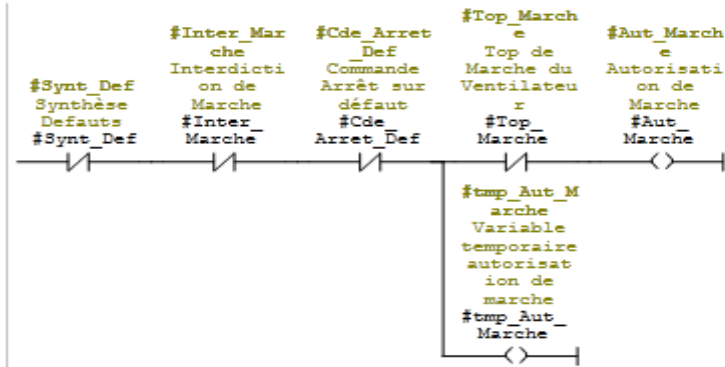 #Synt_Def
Synthèse
Defauts
#Synt_Def
#Inter_Mar
che
Interdicti
on de
Marche
#Inter_
Marche
#Cde_Arret
_Def
Commande
Arrêt sur
défaut
#Cde_
Arret_Def
#Top_March
e
Top de
Marche du
Ventilateu
r
#Top_
Marche
#Aut_March
e
Autorisati
on de
Marche
#Aut_
Marche
#tmp_Aut_M
arche
Variable
temporaire
autorisat
ion de
marche
#tmp_Aut_
Marche